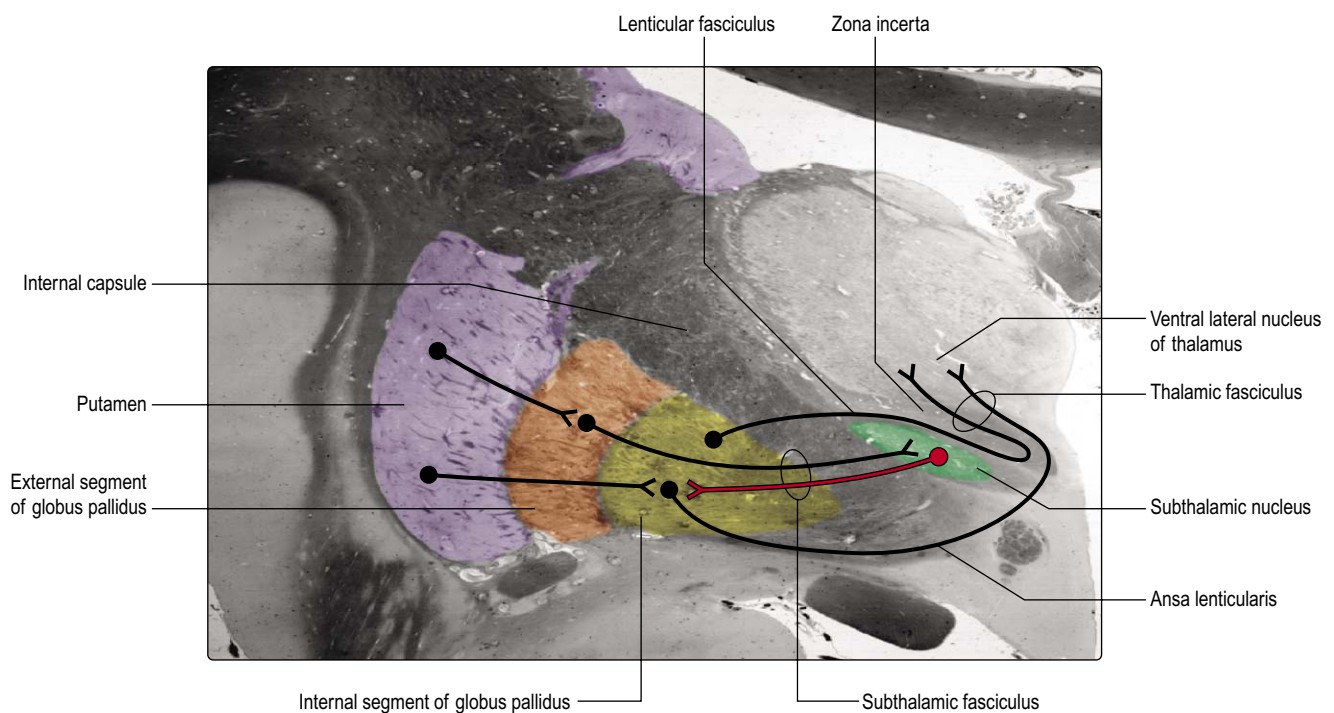 Lenticular fasciculus
Zona incerta
Internal capsule
Putamen
External segment
of globus pallidus
Ventral lateral nucleus
of thalamus
Thalamic fasciculus
Subthalamic nucleus
Ansa lenticularis
Internal segment of globus pallidus
Subthalamic fasciculus